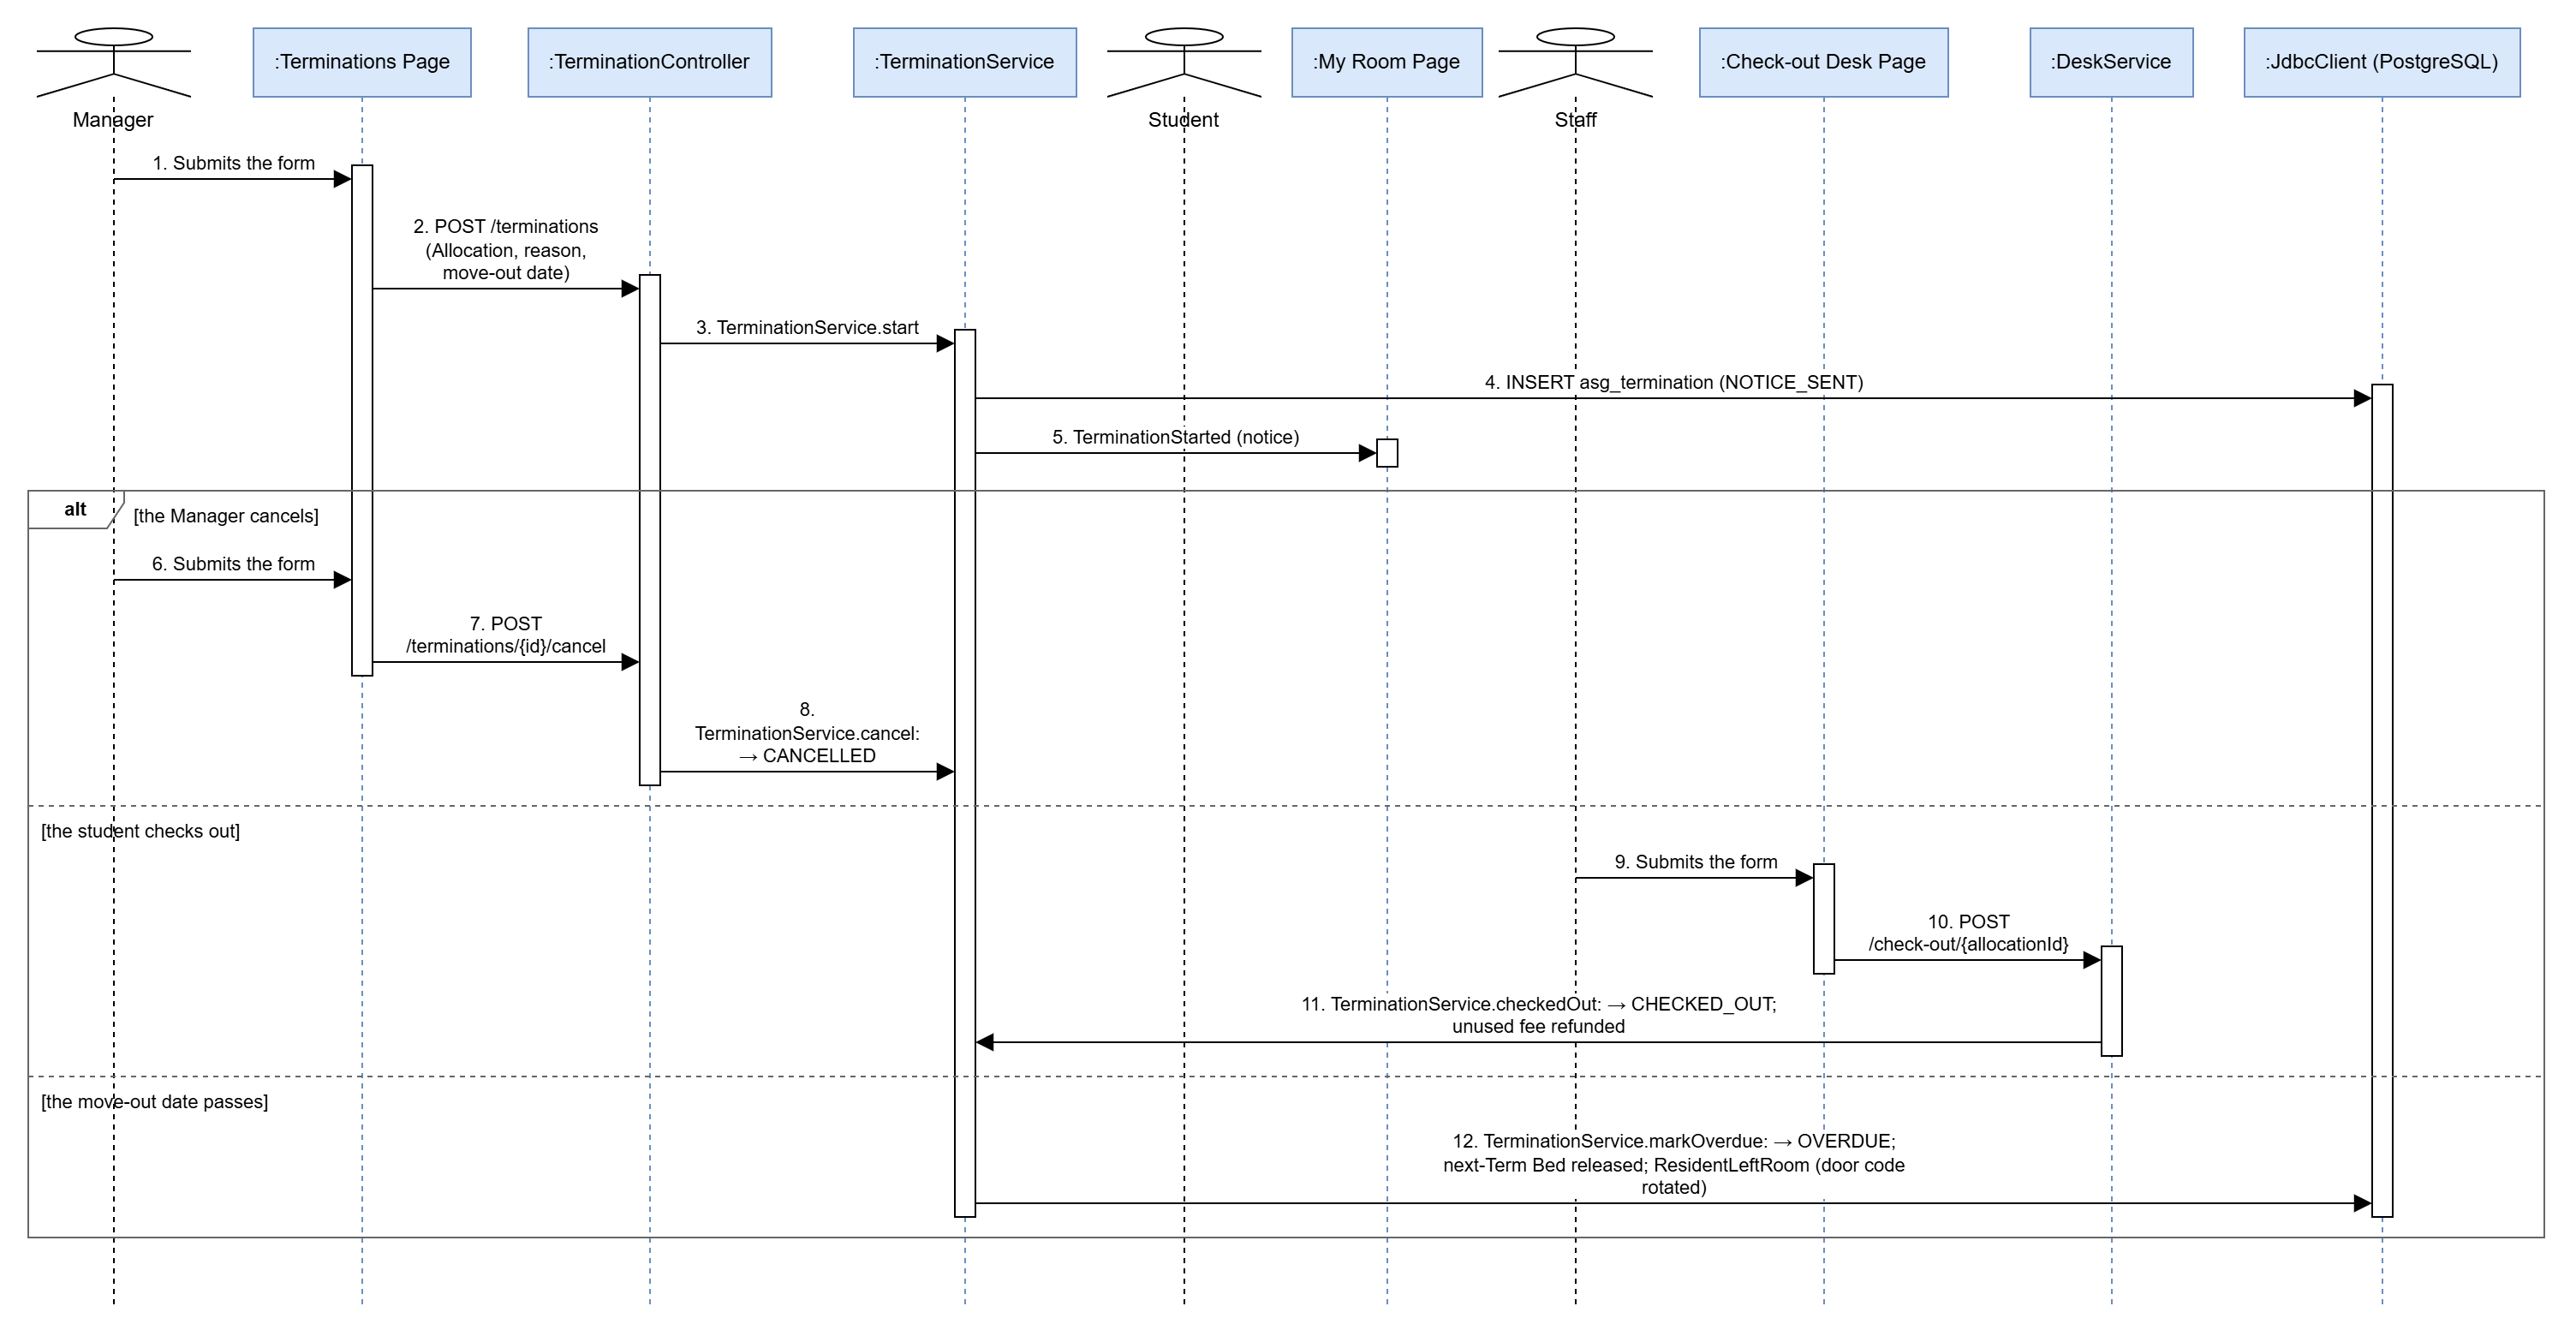 :Terminations Page
:TerminationController
:TerminationService
:My Room Page
:Check-out Desk Page
:DeskService
:JdbcClient (PostgreSQL)
Manager
Student
Staff
1. Submits the form
2. POST /terminations
(Allocation, reason,
move-out date)
3. TerminationService.start
4. INSERT asg_termination (NOTICE_SENT)
5. TerminationStarted (notice)
alt
[the Manager cancels]
6. Submits the form
7. POST
/terminations/{id}/cancel
8.
TerminationService.cancel:
→ CANCELLED
[the student checks out]
9. Submits the form
10. POST
/check-out/{allocationId}
11. TerminationService.checkedOut: → CHECKED_OUT;
unused fee refunded
[the move-out date passes]
12. TerminationService.markOverdue: → OVERDUE;
next-Term Bed released; ResidentLeftRoom (door code
rotated)